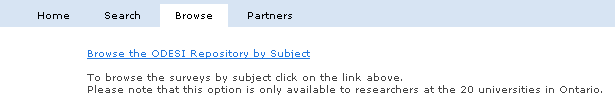 Home Search Browse Partners
Browse the ODESI Repository by Subject
To browse the surveys by subject click on the link above.
Please note that this option is only available to researchers at the 20 universities in Ontario.